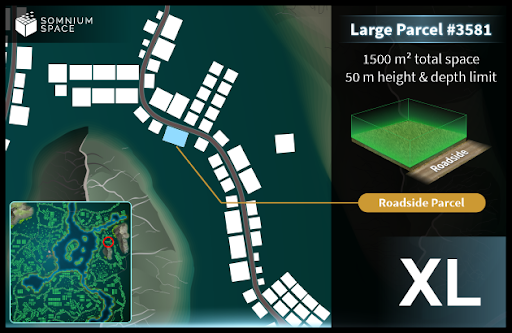 SOMNIUM
SPACE
Large Parcel #3581
1500 m² total space
50 m height & depth limit
Roadside
Roadside Parcel
XL